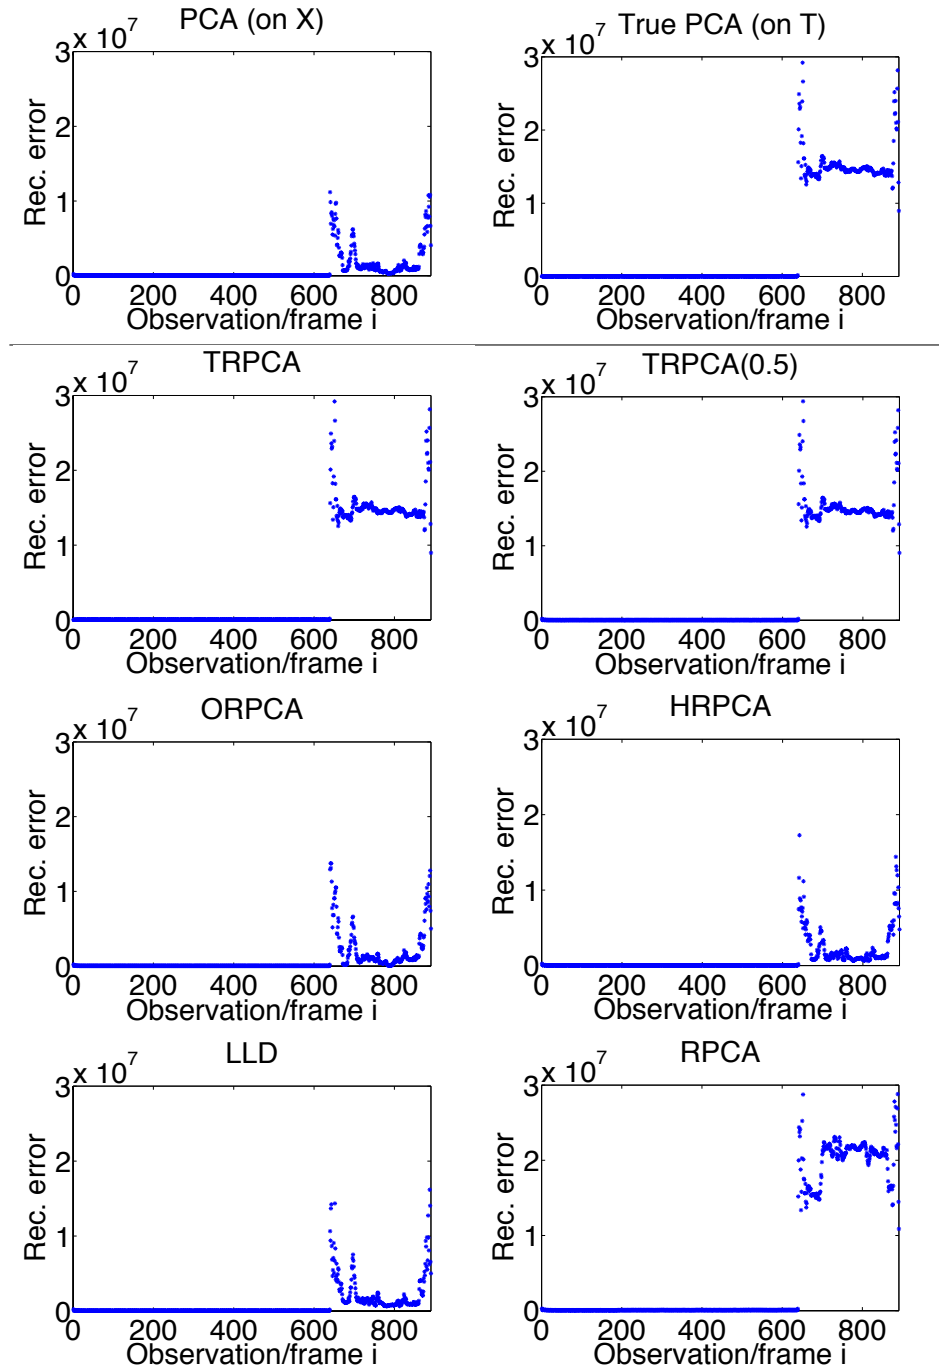 PCA (on X)
x 10^7
3
2
1
0
Rec. error
0 200 400 600 800
Observation/frame i
True PCA (on T)
x 10^7
3
2
1
0
Rec. error
0 200 400 600 800
Observation/frame i
TRPCA
x 10^7
3
2
1
0
Rec. error
0 200 400 600 800
Observation/frame i
TRPCA(0.5)
x 10^7
3
2
1
0
Rec. error
0 200 400 600 800
Observation/frame i
ORPCA
x 10^7
3
2
1
0
Rec. error
0 200 400 600 800
Observation/frame i
HRPCA
x 10^7
3
2
1
0
Rec. error
0 200 400 600 800
Observation/frame i
LLD
x 10^7
3
2
1
0
Rec. error
0 200 400 600 800
Observation/frame i
RPCA
x 10^7
3
2
1
0
Rec. error
0 200 400 600 800
Observation/frame i